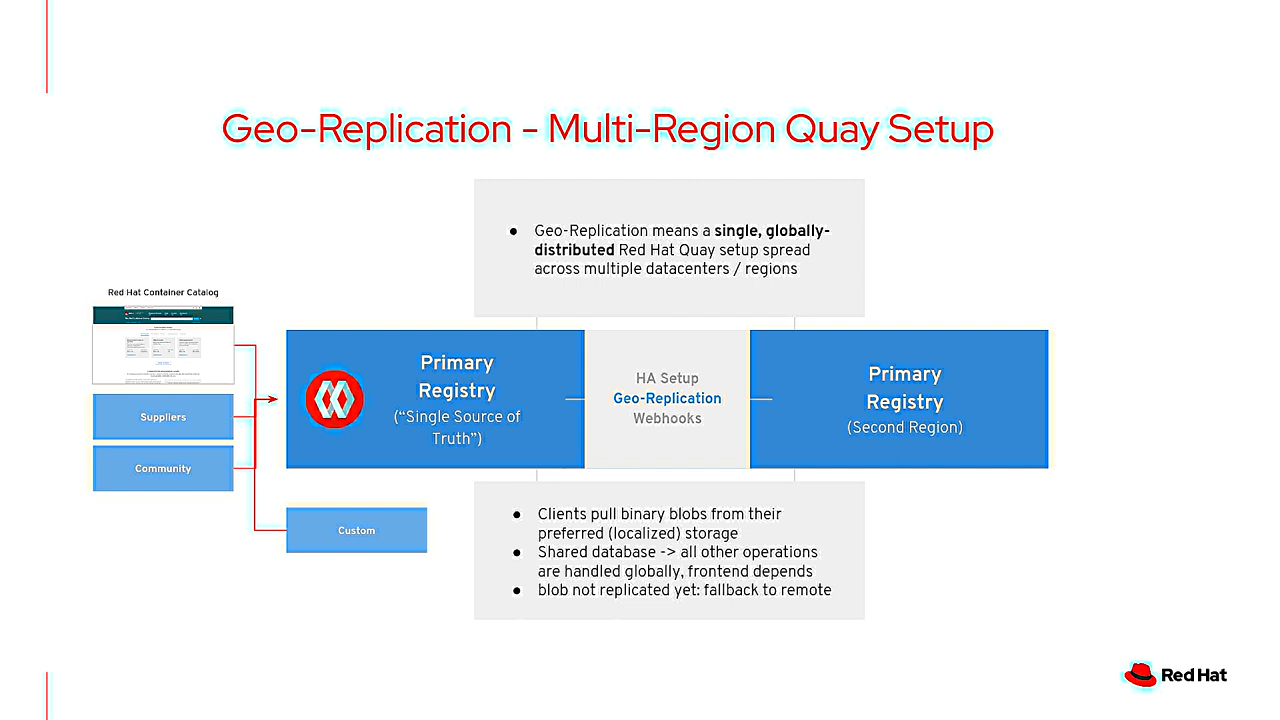 Geo-Replication - Multi-Region Quay Setup
● Geo-Replication means a single, globally-
distributed Red Hat Quay setup spread
across multiple datacenters / regions
Red Hat Container Catalog
Suppliers
Community
Custom
Primary
Registry
(“Single Source of
Truth”)
HA Setup
Geo-Replication
Webhooks
Primary
Registry
(Second Region)
● Clients pull binary blobs from their
preferred (localized) storage
● Shared database -> all other operations
are handled globally, frontend depends
● blob not replicated yet: fallback to remote
Red Hat